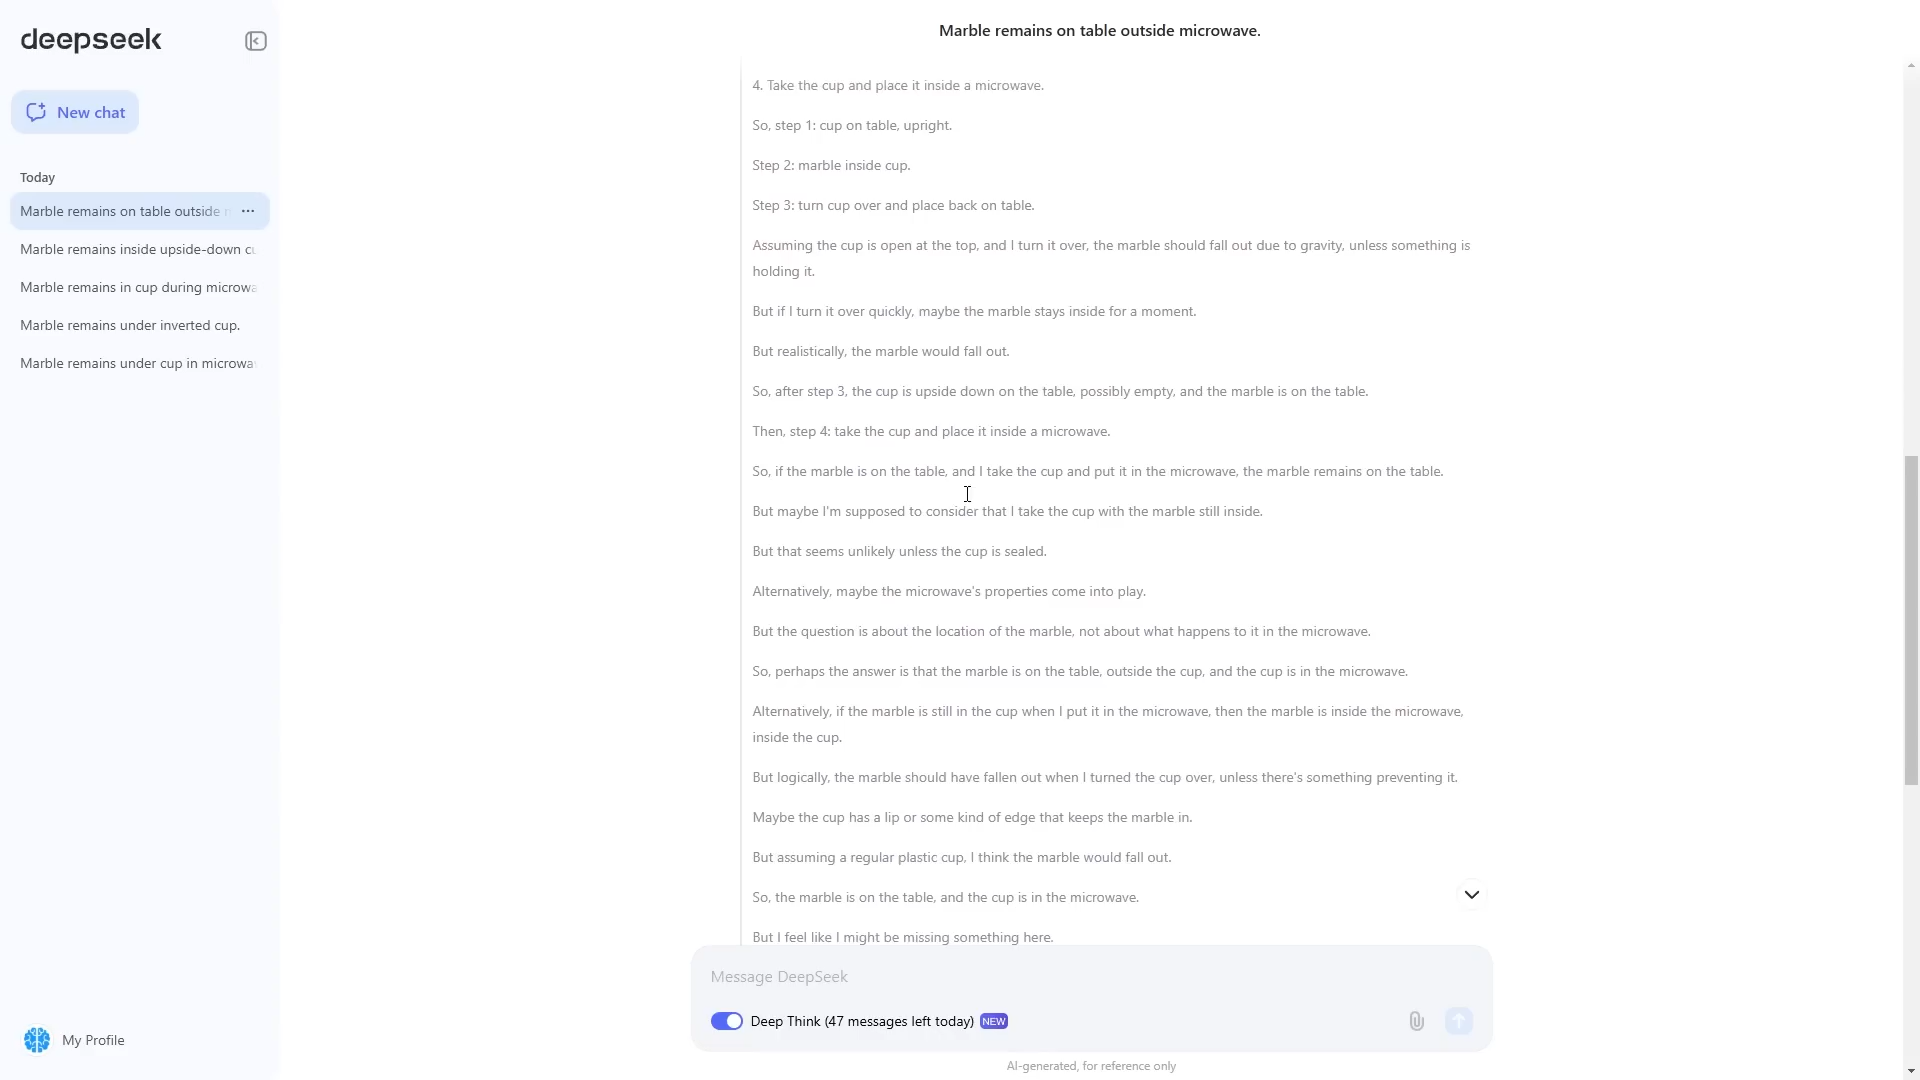 deepseek
New chat
Today
Marble remains on table outside
Marble remains inside upside-down cu
Marble remains in cup during microwa
Marble remains under inverted cup.
Marble remains under cup in microwa
My Profile
Marble remains on table outside microwave.
4. Take the cup and place it inside a microwave.
So, step 1: cup on table, upright.
Step 2: marble inside cup.
Step 3: turn cup over and place back on table.
Assuming the cup is open at the top, and I turn it over, the marble should fall out due to gravity, unless something is
holding it.
But if I turn it over quickly, maybe the marble stays inside for a moment.
But realistically, the marble would fall out.
So, after step 3, the cup is upside down on the table, possibly empty, and the marble is on the table.
Then, step 4: take the cup and place it inside a microwave.
So, if the marble is on the table, and I take the cup and put it in the microwave, the marble remains on the table.
But maybe I'm supposed to consider that I take the cup with the marble still inside.
But that seems unlikely unless the cup is sealed.
Alternatively, maybe the microwave's properties come into play.
But the question is about the location of the marble, not about what happens to it in the microwave.
So, perhaps the answer is that the marble is on the table, outside the cup, and the cup is in the microwave.
Alternatively, if the marble is still in the cup when I put it in the microwave, then the marble is inside the microwave,
inside the cup.
But logically, the marble should have fallen out when I turned the cup over, unless there's something preventing it.
Maybe the cup has a lip or some kind of edge that keeps the marble in.
But assuming a regular plastic cup, I think the marble would fall out.
So, the marble is on the table, and the cup is in the microwave.
But I feel like I might be missing something here.
Message DeepSeek
Deep Think (47 messages left today) NEW
AI-generated, for reference only